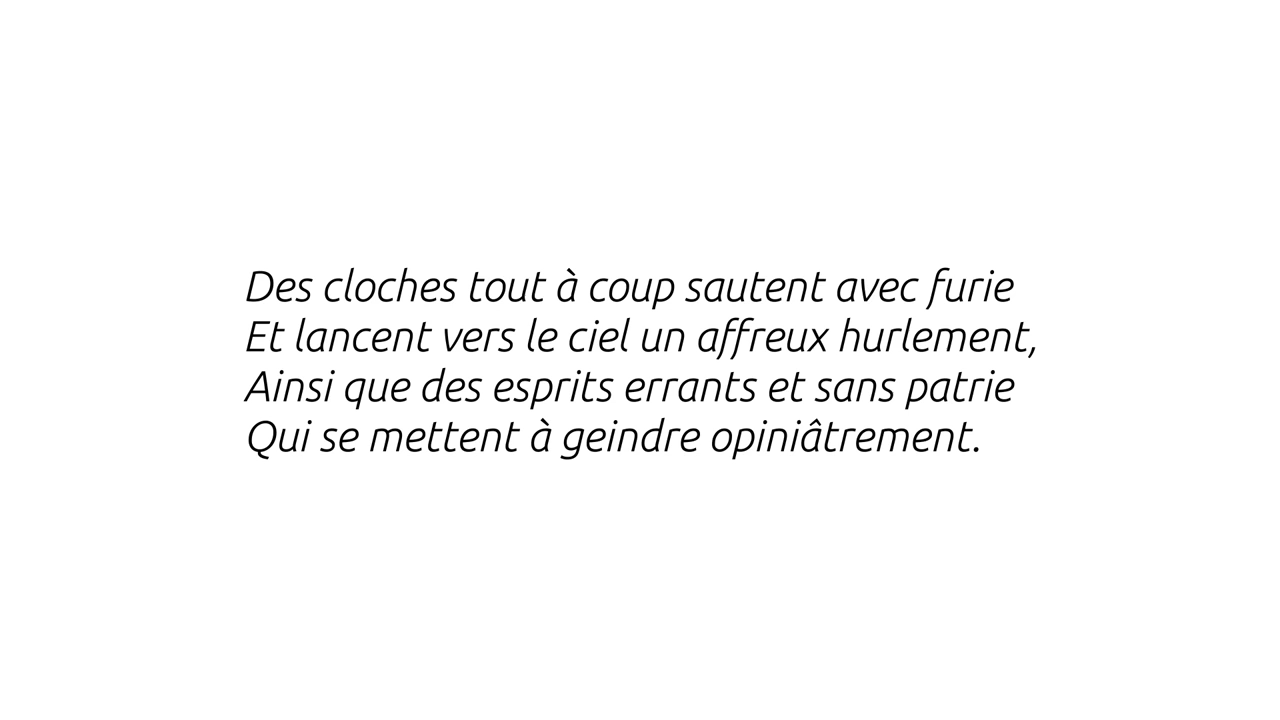 Des cloches tout à coup sautent avec furie
Et lancent vers le ciel un affreux hurlement,
Ainsi que des esprits errants et sans patrie
Qui se mettent à geindre opiniâtrement.